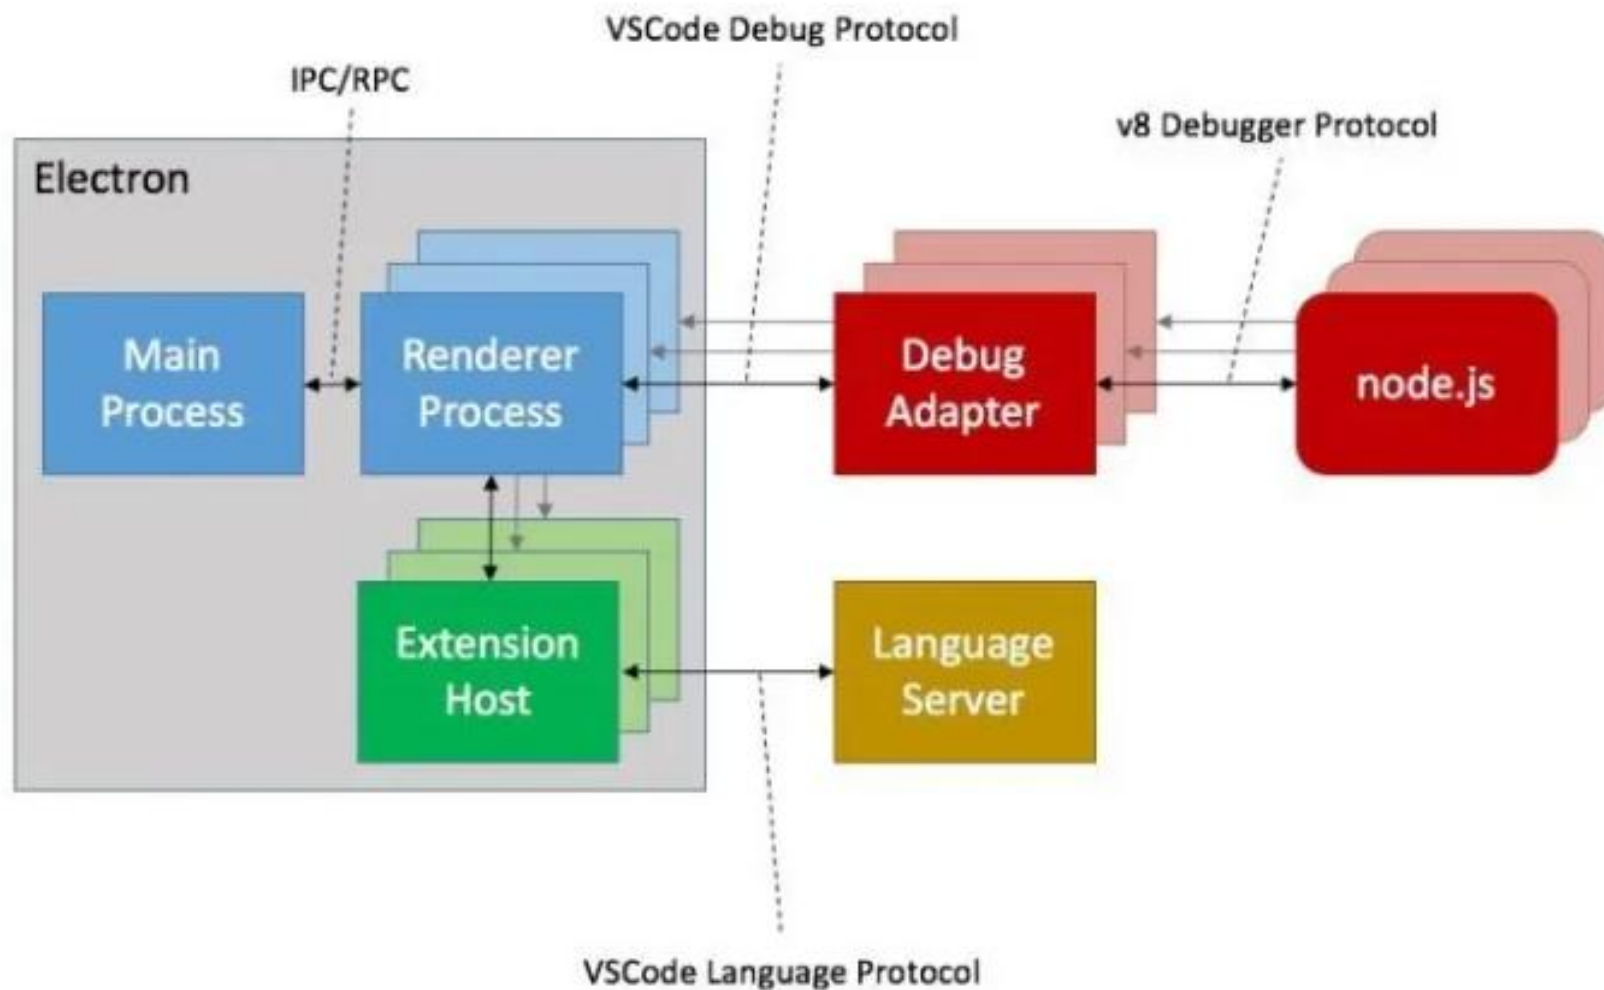 VSCode Debug Protocol
IPC/RPC
v8 Debugger Protocol
Electron
Main
Process
Renderer
Process
Debug
Adapter
node.js
Extension
Host
Language
Server
VSCode Language Protocol